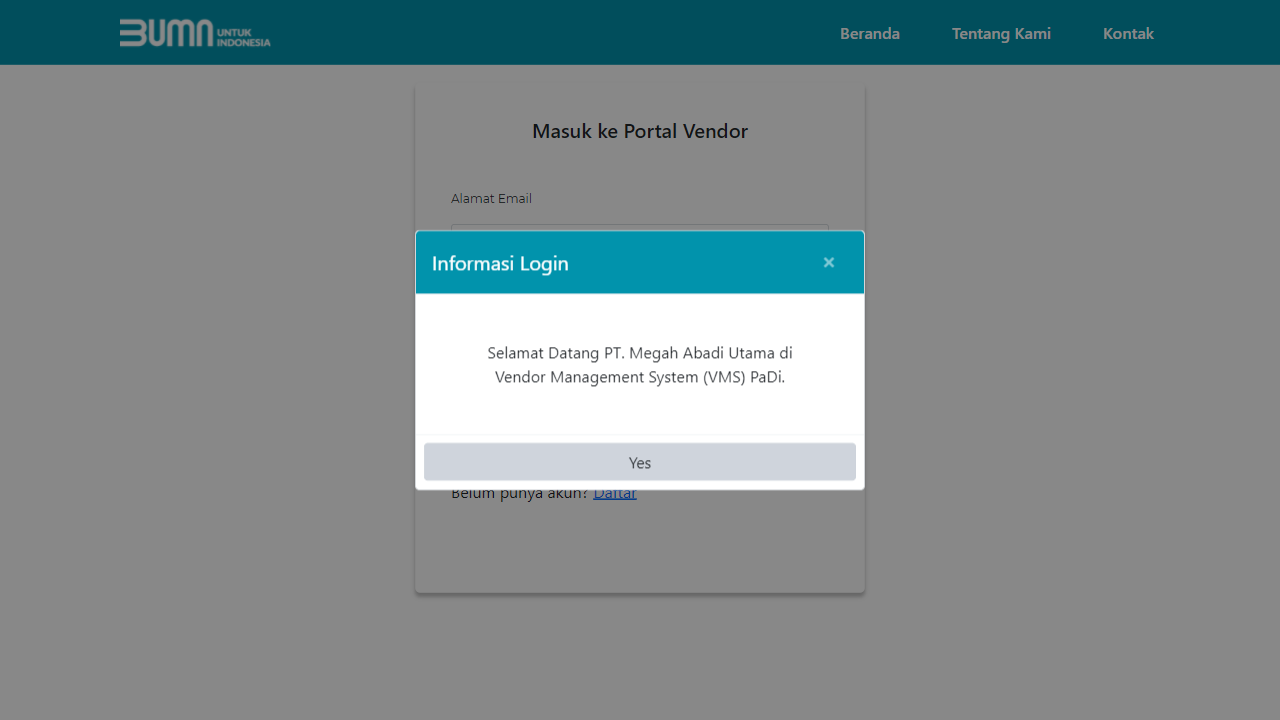 BUMN UNTUK
INDONESIA
Beranda
Tentang Kami
Kontak
Masuk ke Portal Vendor
Alamat Email
Informasi Login
×
Selamat Datang PT. Megah Abadi Utama di
Vendor Management System (VMS) PaDi.
Yes
Belum punya akun? Daftar